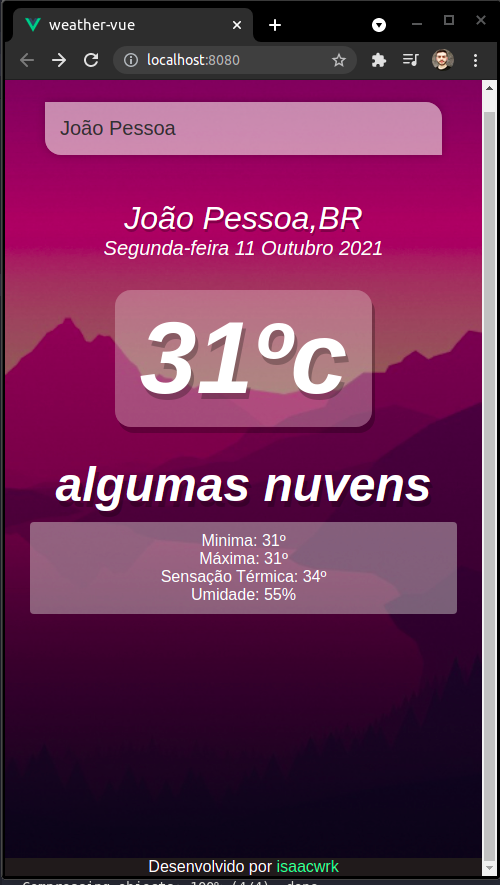 weather-vue
localhost:8080
João Pessoa
João Pessoa,BR
Segunda-feira 11 Outubro 2021
31ºc
algumas nuvens
Minima: 31º
Máxima: 31º
Sensação Térmica: 34º
Umidade: 55%
Desenvolvido por isaacwrk